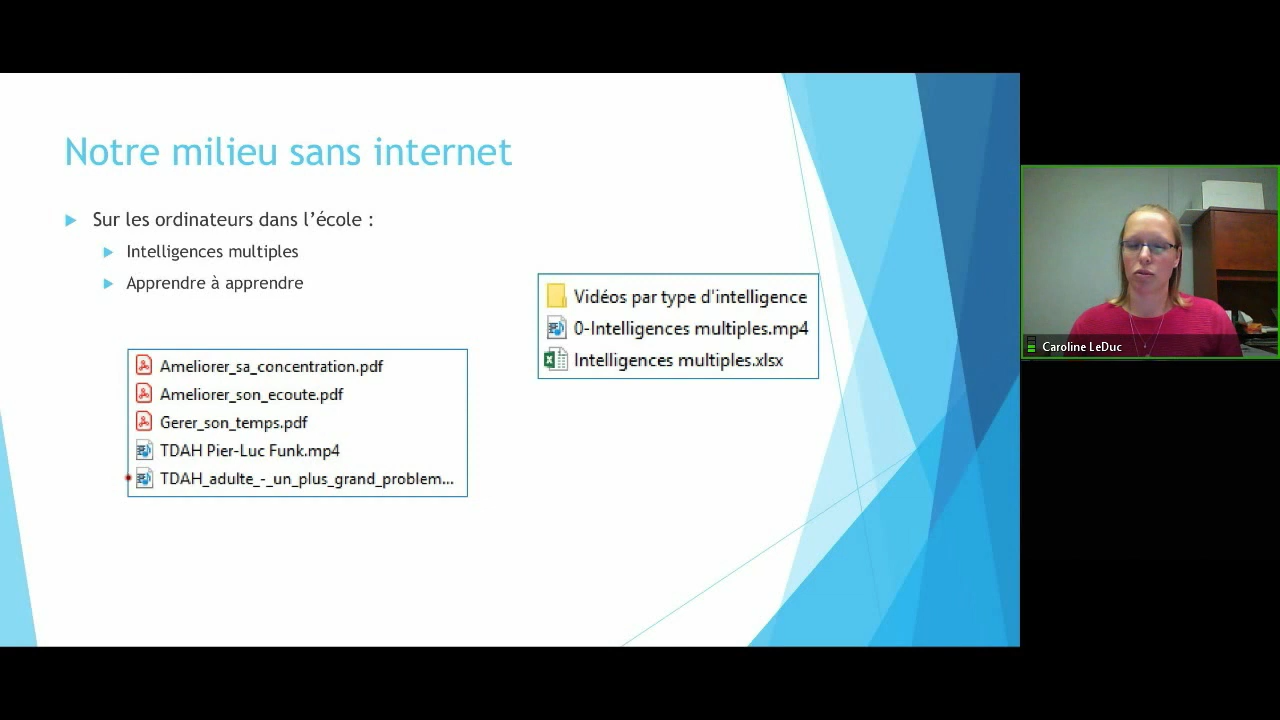 Notre milieu sans internet
Sur les ordinateurs dans l'école :
Intelligences multiples
Apprendre à apprendre
Vidéos par type d'intelligence
0-Intelligences multiples.mp4
Intelligences multiples.xlsx
Ameliorer_sa_concentration.pdf
Ameliorer_son_ecoute.pdf
Gerer_son_temps.pdf
TDAH Pier-Luc Funk.mp4
TDAH_adulte_-_un_plus_grand_problem...
Caroline LeDuc